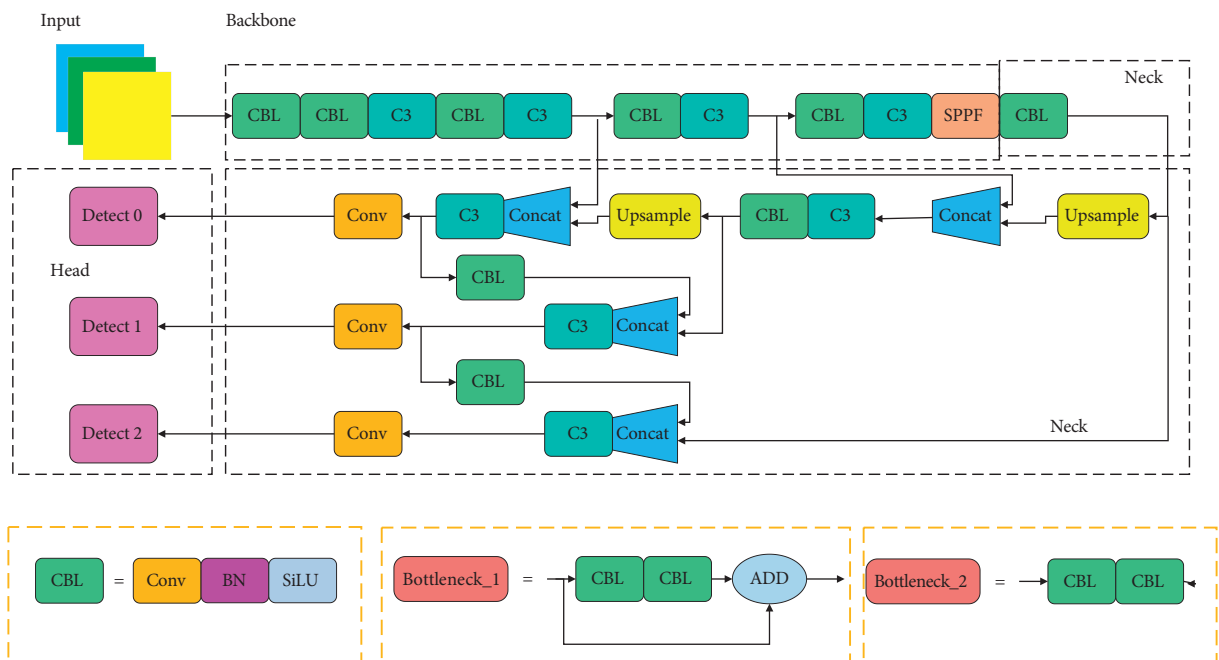 Input
Backbone
Neck
CBL CBL C3 CBL C3 CBL C3 CBL C3 SPPF CBL
Detect 0 Conv C3 Concat Upsample CBL C3 Concat Upsample
Head
CBL
Detect 1 Conv C3 Concat
CBL
Detect 2 Conv C3 Concat
Neck
CBL = Conv BN SiLU
Bottleneck_1 = CBL CBL ADD
Bottleneck_2 = CBL CBL